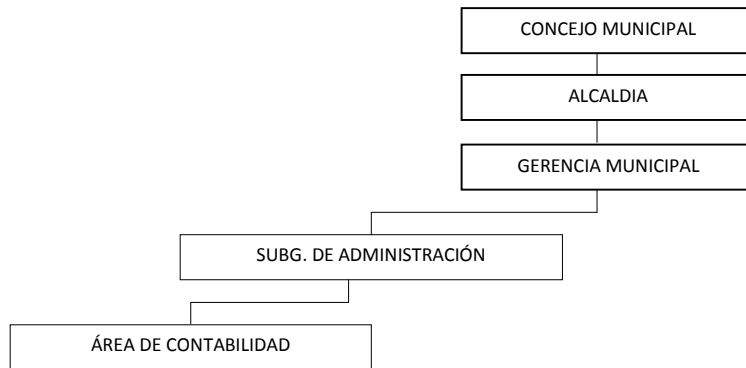 CONCEJO MUNICIPAL
ALCALDIA
GERENCIA MUNICIPAL
SUBG. DE ADMINISTRACIÓN
ÁREA DE CONTABILIDAD